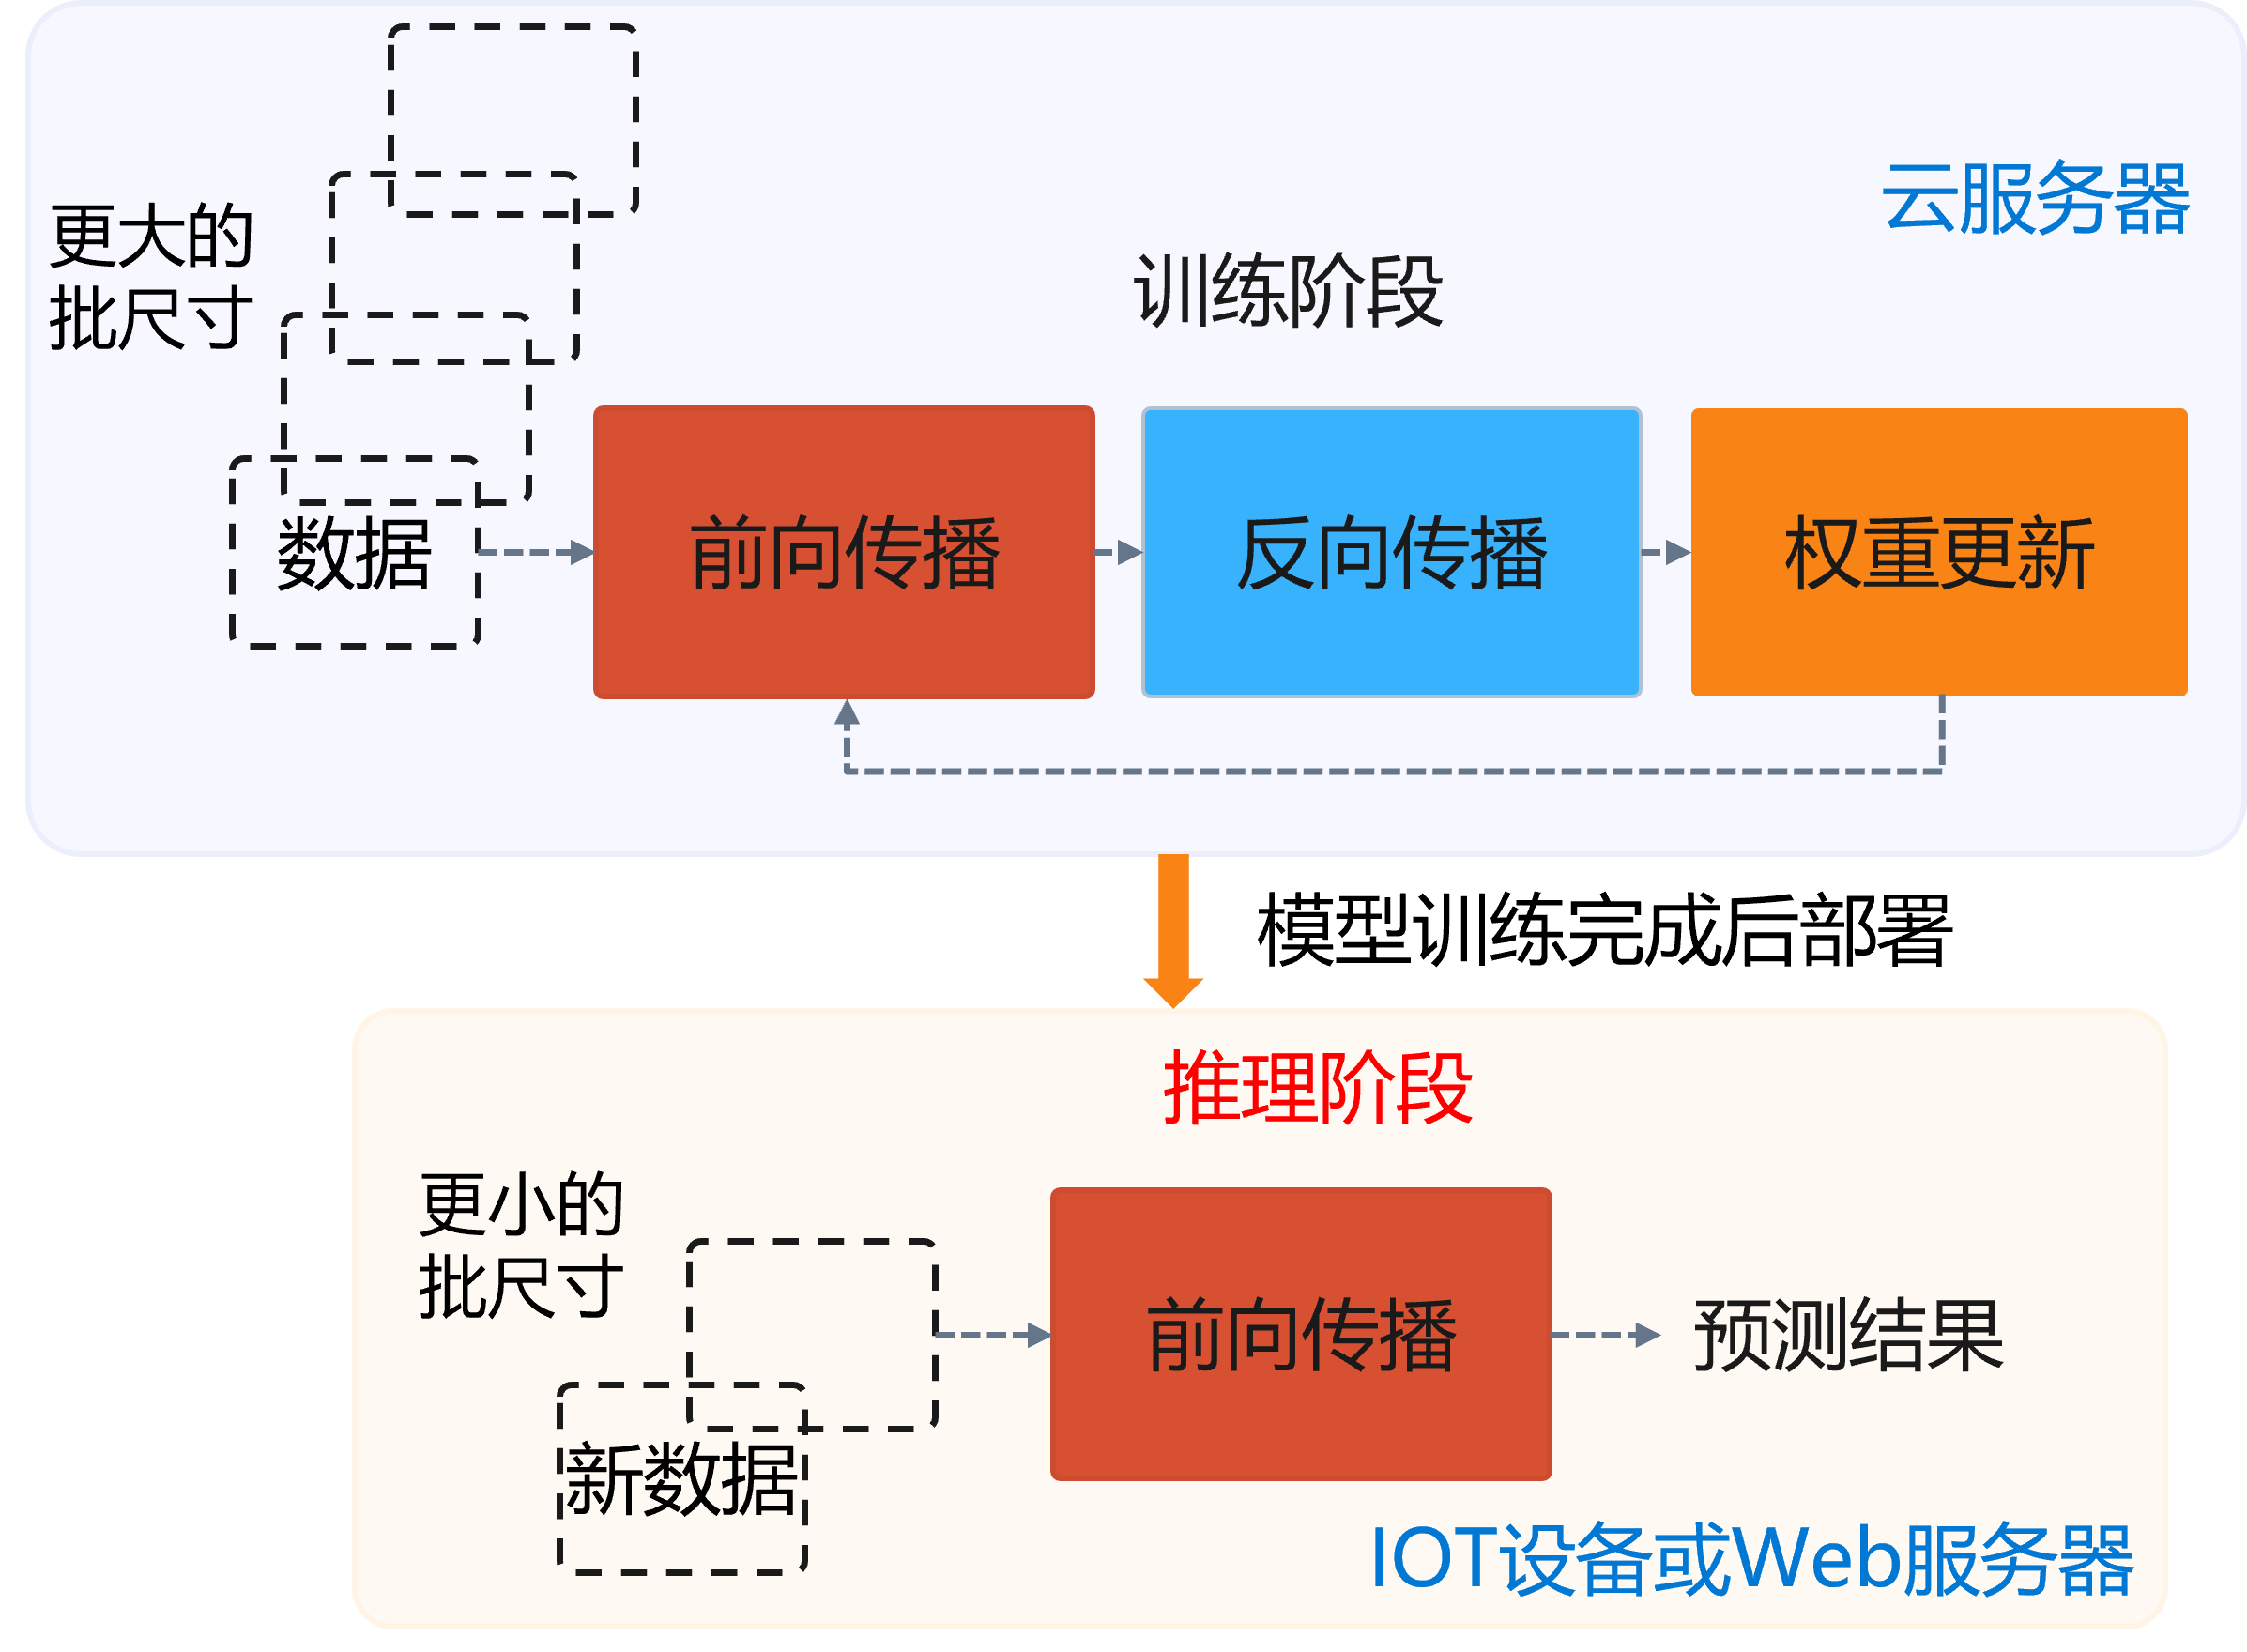 云服务器
更大的
批尺寸
训练阶段
数据
前向传播
反向传播
权重更新
模型训练完成后部署
推理阶段
更小的
批尺寸
前向传播
预测结果
新数据
IOT设备或Web服务器